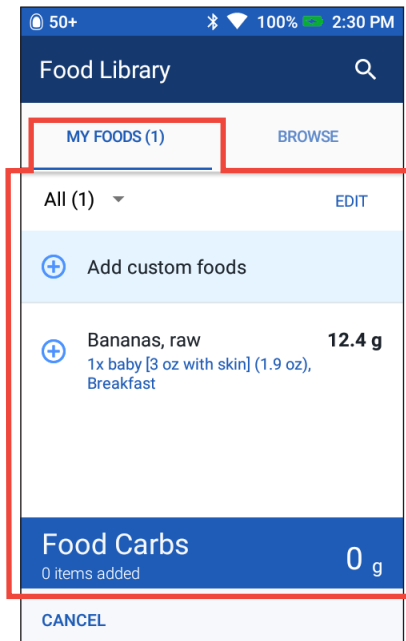 50+ 100% 2:30 PM
Food Library
MY FOODS (1) BROWSE
All (1) EDIT
Add custom foods
Bananas, raw 12.4 g
1x baby [3 oz with skin] (1.9 oz),
Breakfast
Food Carbs
0 g
0 items added
CANCEL